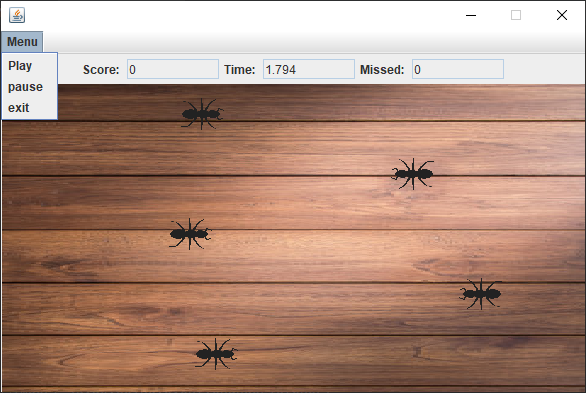 Menu
Play
pause
exit
Score: 0 Time: 1.794 Missed: 0